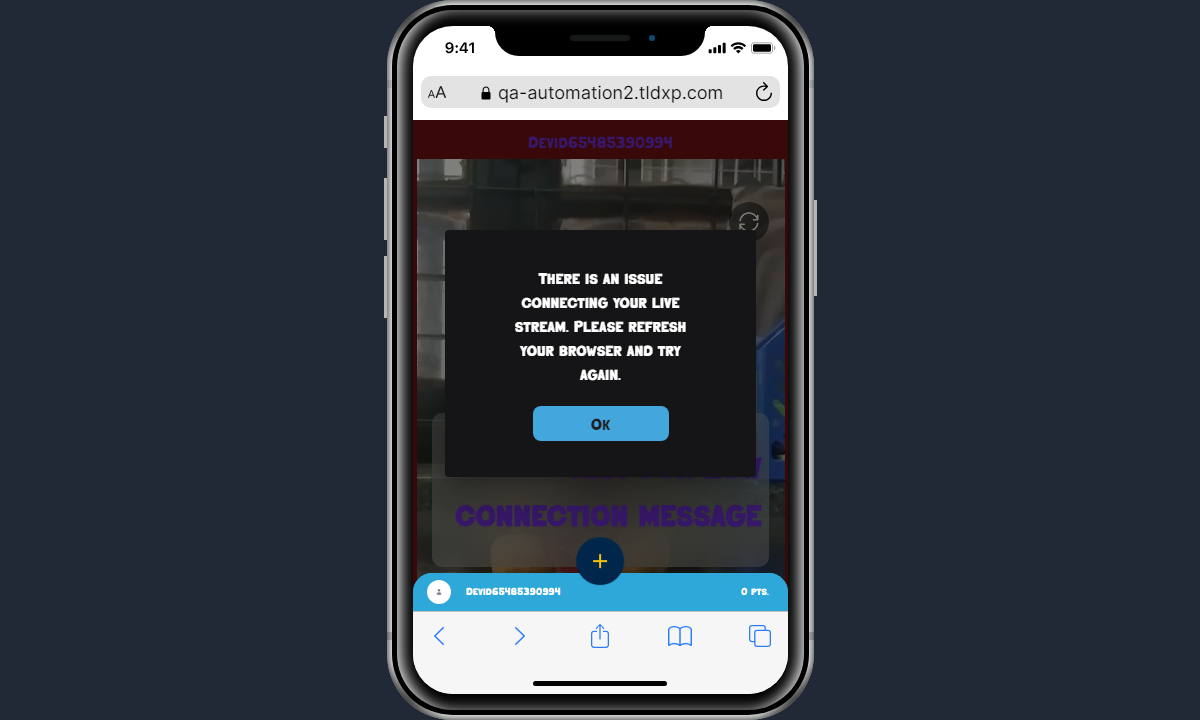 9:41
AA qa-automation2.tldxp.com
Devid65485390994
There is an issue
connecting your live
stream. Please refresh
your browser and try
again.
Ok
connection message
Devid65485390994 0 pts.